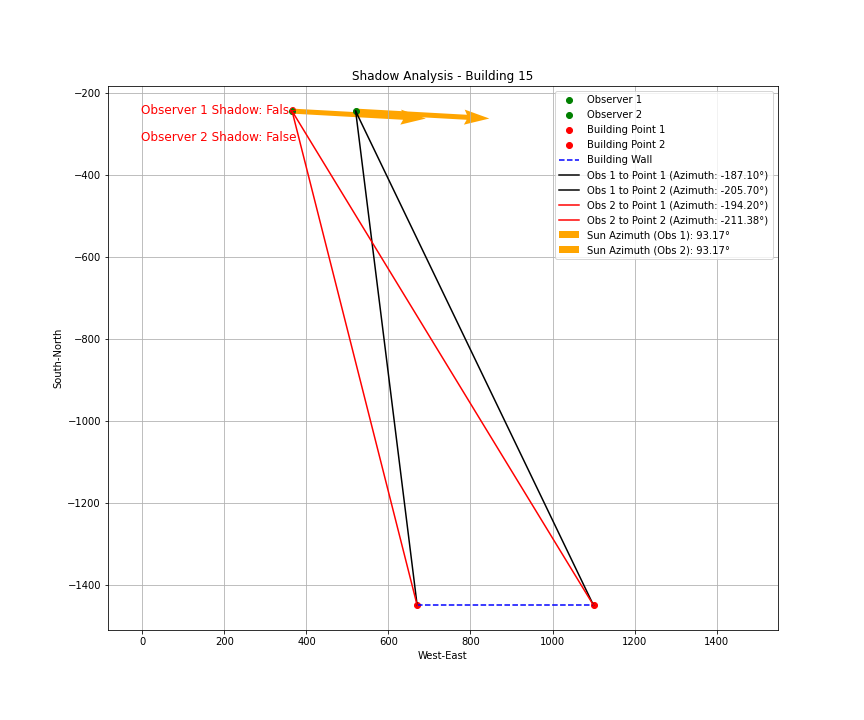 Shadow Analysis - Building 15
Observer 1 Shadow: False
Observer 2 Shadow: False
Observer 1
Observer 2
Building Point 1
Building Point 2
Building Wall
Obs 1 to Point 1 (Azimuth: -187.10°)
Obs 1 to Point 2 (Azimuth: -205.70°)
Obs 2 to Point 1 (Azimuth: -194.20°)
Obs 2 to Point 2 (Azimuth: -211.38°)
Sun Azimuth (Obs 1): 93.17°
Sun Azimuth (Obs 2): 93.17°
−200
−400
−600
−800
−1000
−1200
−1400
South-North
0 200 400 600 800 1000 1200 1400
West-East